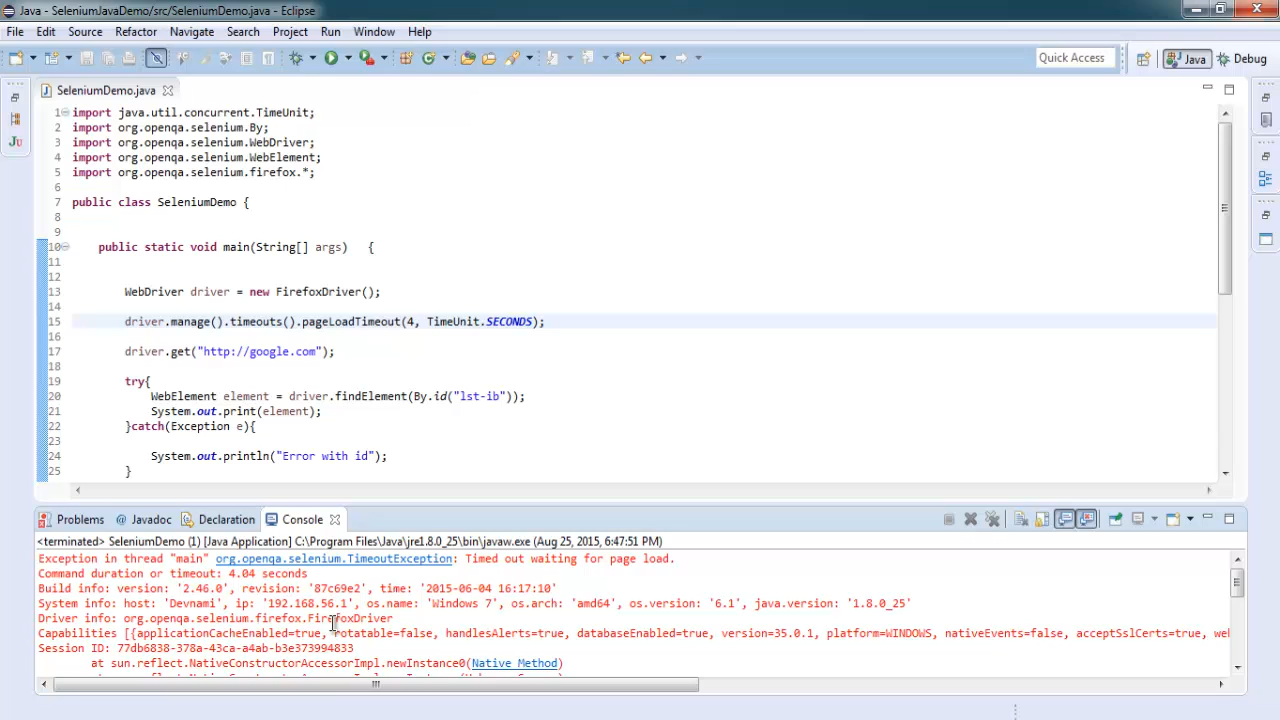 Java - SeleniumJavaDemo/src/SeleniumDemo.java - Eclipse
File Edit Source Refactor Navigate Search Project Run Window Help
Quick Access Java Debug
SeleniumDemo.java
1 import java.util.concurrent.TimeUnit;
2 import org.openqa.selenium.By;
3 import org.openqa.selenium.WebDriver;
4 import org.openqa.selenium.WebElement;
5 import org.openqa.selenium.firefox.*;
6
7 public class SeleniumDemo {
8
9
10 public static void main(String[] args) {
11
12
13 WebDriver driver = new FirefoxDriver();
14
15 driver.manage().timeouts().pageLoadTimeout(4, TimeUnit.SECONDS);
16
17 driver.get("http://google.com");
18
19 try{
20 WebElement element = driver.findElement(By.id("lst-ib"));
21 System.out.print(element);
22 }catch(Exception e){
23
24 System.out.println("Error with id");
25 }
Problems @ Javadoc Declaration Console
<terminated> SeleniumDemo (1) [Java Application] C:\Program Files\Java\jre1.8.0_25\bin\javaw.exe (Aug 25, 2015, 6:47:51 PM)
Exception in thread "main" org.openqa.selenium.TimeoutException: Timed out waiting for page load.
Command duration or timeout: 4.04 seconds
Build info: version: '2.46.0', revision: '87c69e2', time: '2015-06-04 16:17:10'
System info: host: 'Devnami', ip: '192.168.56.1', os.name: 'Windows 7', os.arch: 'amd64', os.version: '6.1', java.version: '1.8.0_25'
Driver info: org.openqa.selenium.firefox.FirefoxDriver
Capabilities [{applicationCacheEnabled=true, rotatable=false, handlesAlerts=true, databaseEnabled=true, version=35.0.1, platform=WINDOWS, nativeEvents=false, acceptSslCerts=true, we
Session ID: 77db6838-378a-43ca-a4ab-b3e373994833
at sun.reflect.NativeConstructorAccessorImpl.newInstance0(Native Method)